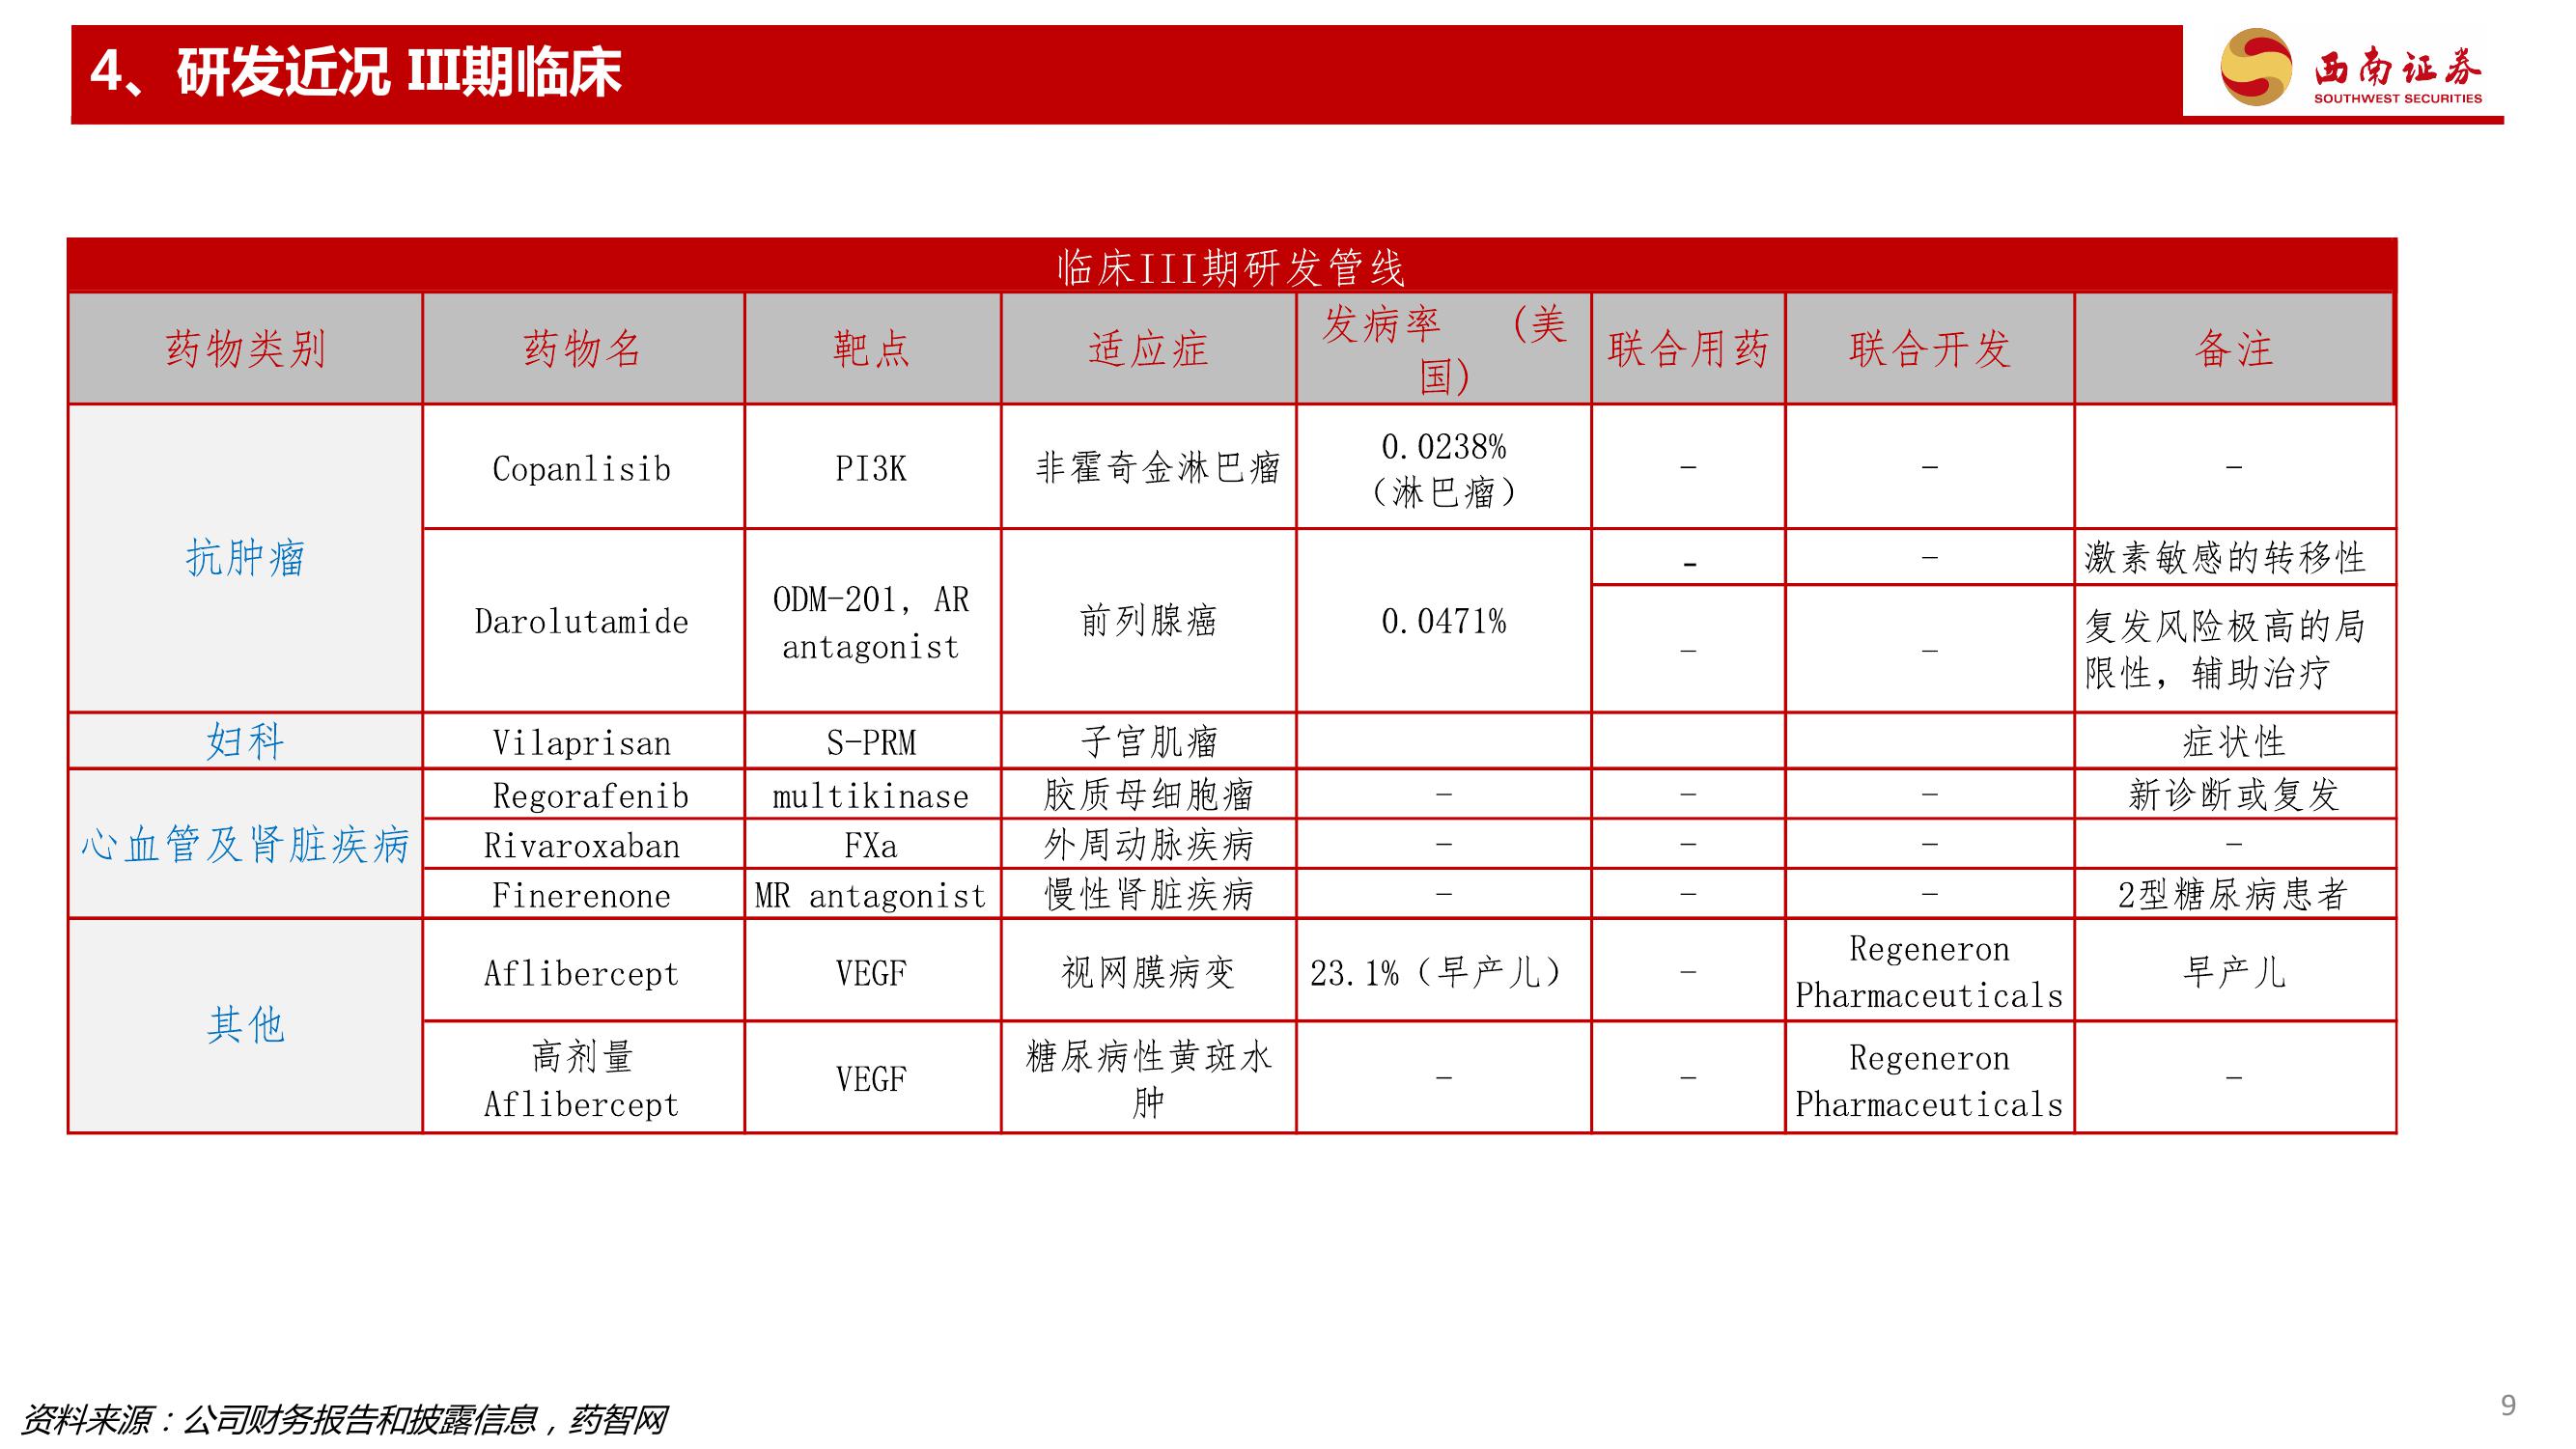 4、研发近况 III期临床
西南证券
SOUTHWEST SECURITIES
临床III期研发管线
药物类别 药物名 靶点 适应症 发病率 (美国) 联合用药 联合开发 备注
抗肿瘤 Copanlisib PI3K 非霍奇金淋巴瘤 0.0238% （淋巴瘤） - - -
Darolutamide ODM-201, AR antagonist 前列腺癌 0.0471% - - 激素敏感的转移性
- - 复发风险极高的局限性，辅助治疗
妇科 Vilaprisan S-PRM 子宫肌瘤 症状性
心血管及肾脏疾病 Regorafenib multikinase 胶质母细胞瘤 - - - 新诊断或复发
Rivaroxaban FXa 外周动脉疾病 - - - -
Finerenone MR antagonist 慢性肾脏疾病 - - - 2型糖尿病患者
其他 Aflibercept VEGF 视网膜病变 23.1%（早产儿） - Regeneron Pharmaceuticals 早产儿
高剂量 Aflibercept VEGF 糖尿病性黄斑水肿 - - Regeneron Pharmaceuticals -
资料来源：公司财务报告和披露信息，药智网
9